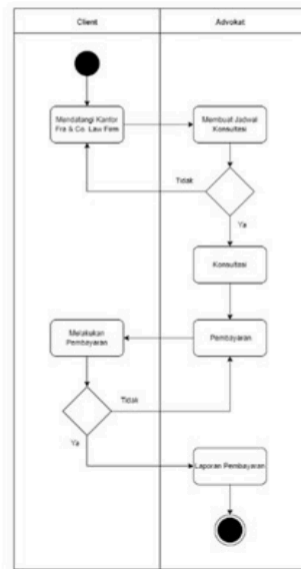 Client
Advokat
Mendatangi Kantor
Fra & Co. Law Firm
Membuat Jadwal
Konsultasi
Tidak
Ya
Konsultasi
Melakukan
Pembayaran
Pembayaran
Tidak
Ya
Laporan Pembayaran